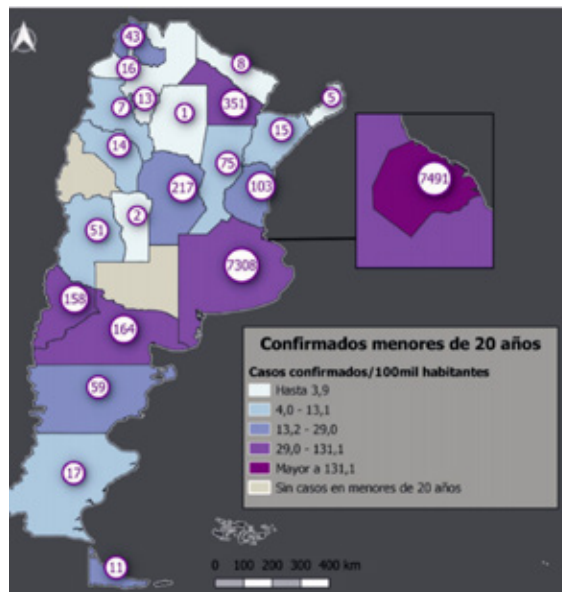 43
8
16
5
13
7
351
1
15
14
75
7491
217
103
2
51
7308
158
164
Confirmados menores de 20 años
Casos confirmados/100mil habitantes
Hasta 3,9
4,0 - 13,1
13,2 - 29,0
29,0 - 131,1
Mayor a 131,1
Sin casos en menores de 20 años
59
17
11
0 100 200 300 400 km